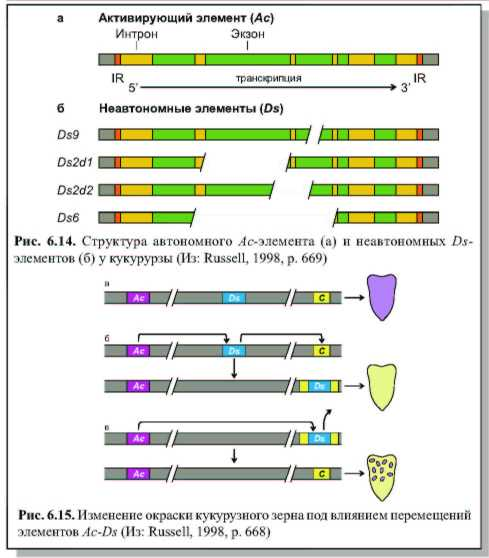 а Активирующий элемент (Ac)
Интрон Экзон
IR IR
5′ транскрипция 3′
б Неавтономные элементы (Ds)
Ds9
Ds2d1
Ds2d2
Ds6
Рис. 6.14. Структура автономного Ac-элемента (а) и неавтономных Ds-
элементов (б) у кукурурзы (Из: Russell, 1998, p. 669)
а
Ac Ds C
б
Ac Ds C
Ds
в
Ac Ds
Ac C
Рис. 6.15. Изменение окраски кукурузного зерна под влиянием перемещений
элементов Ac-Ds (Из: Russell, 1998, p. 668)